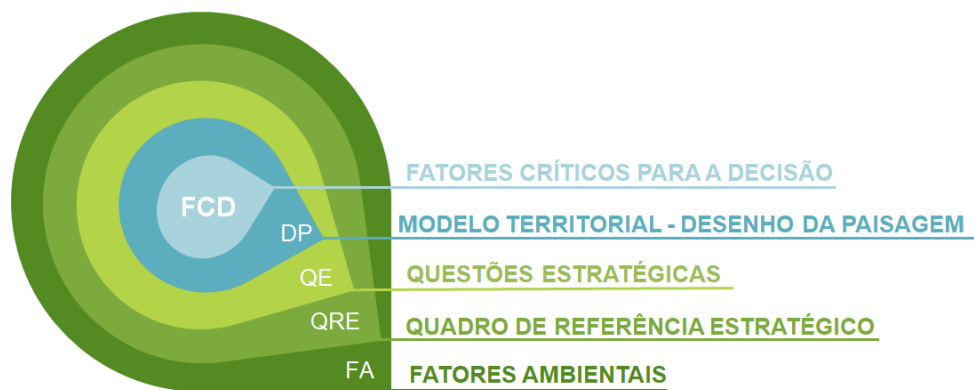 FATORES CRÍTICOS PARA A DECISÃO
FCD
DP
MODELO TERRITORIAL - DESENHO DA PAISAGEM
QE
QUESTÕES ESTRATÉGICAS
QRE
QUADRO DE REFERÊNCIA ESTRATÉGICO
FA
FATORES AMBIENTAIS